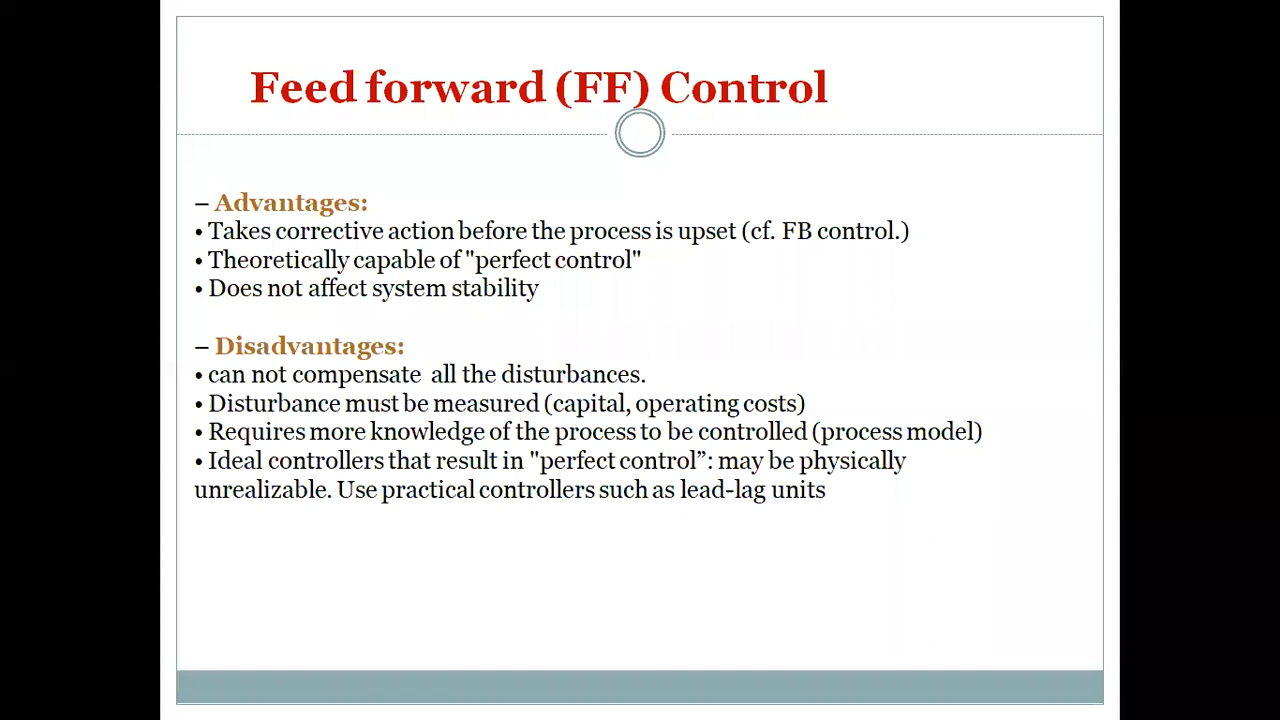 Feed forward (FF) Control
– Advantages:
• Takes corrective action before the process is upset (cf. FB control.)
• Theoretically capable of "perfect control"
• Does not affect system stability
– Disadvantages:
• can not compensate  all the disturbances.
• Disturbance must be measured (capital, operating costs)
• Requires more knowledge of the process to be controlled (process model)
• Ideal controllers that result in "perfect control”: may be physically
unrealizable. Use practical controllers such as lead-lag units